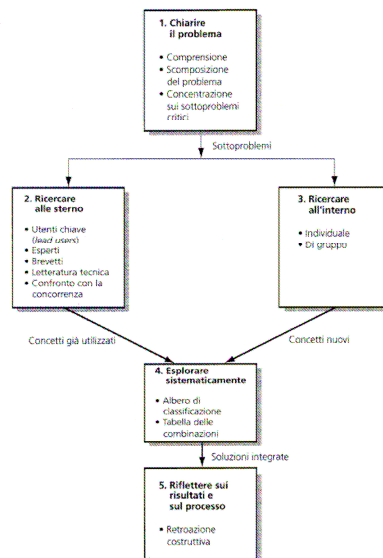 1. Chiarire
il problema
• Comprensione
• Scomposizione
del problema
• Concentrazione
sui sottoproblemi
critici
Sottoproblemi
2. Ricercare
alle sterno
• Utenti chiave
(lead users)
• Esperti
• Brevetti
• Letteratura tecnica
• Confronto con la
concorrenza
3. Ricercare
all'interno
• Individuale
• Di gruppo
Concetti già utilizzati
Concetti nuovi
4. Esplorare
sistematicamente
• Albero di
classificazione
• Tabella delle
combinazioni
Soluzioni integrate
5. Riflettere sui
risultati e
sul processo
• Retroazione
costruttiva